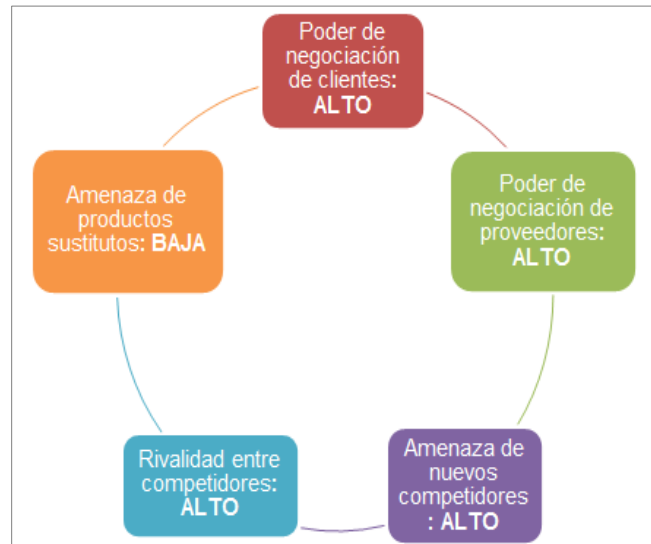 Poder de
negociación
de clientes:
ALTO
Poder de
negociación de
proveedores:
ALTO
Amenaza de
nuevos
competidores
: ALTO
Rivalidad entre
competidores:
ALTO
Amenaza de
productos
sustitutos: BAJA